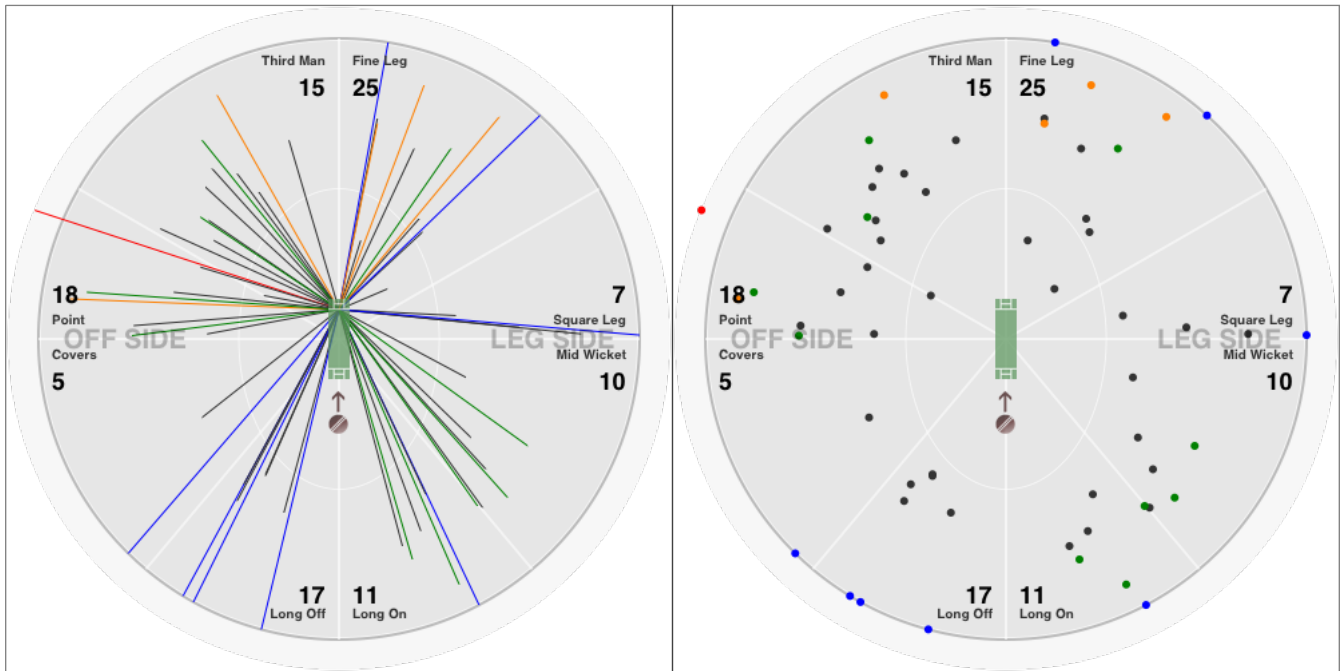 Third Man Fine Leg
15 25
18 7
Point Square Leg
OFF SIDE LEG SIDE
Covers Mid Wicket
5 10
17 11
Long Off Long On
Third Man Fine Leg
15 25
18 7
Point Square Leg
OFF SIDE LEG SIDE
Covers Mid Wicket
5 10
17 11
Long Off Long On